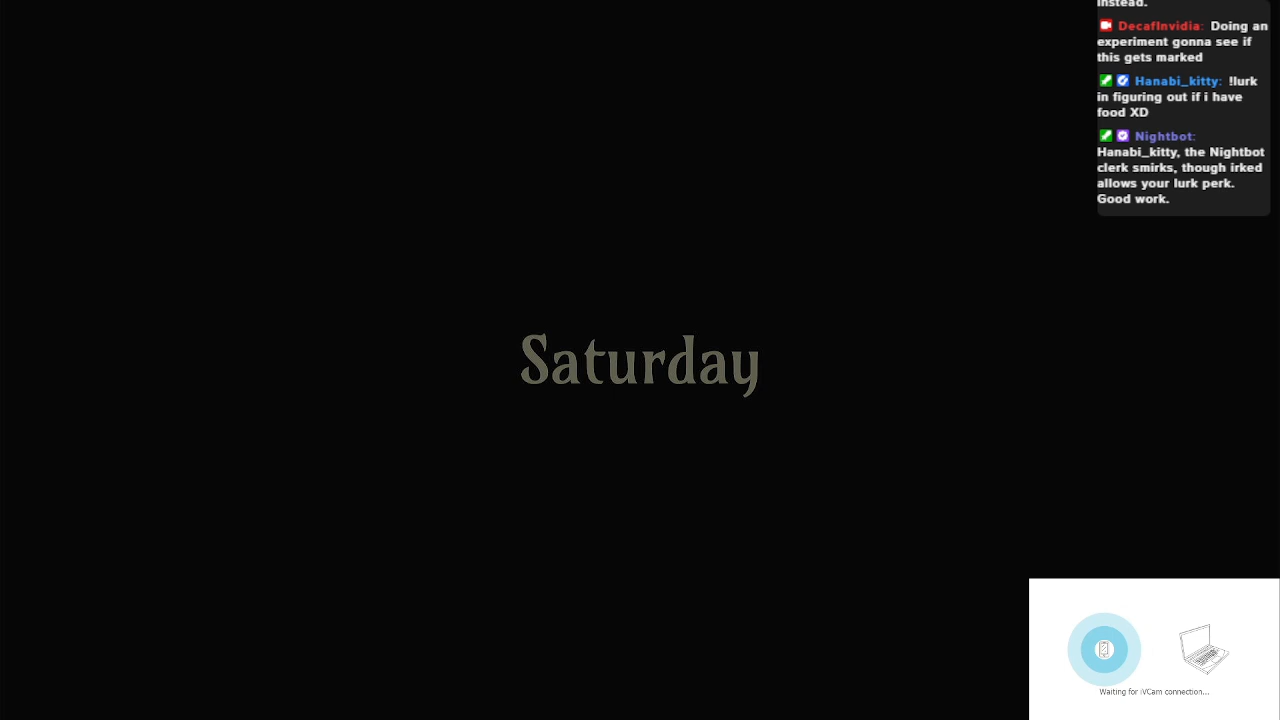 instead.
DecafInvidia: Doing an
experiment gonna see if
this gets marked
Hanabi_kitty: !lurk
in figuring out if i have
food XD
Nightbot:
Hanabi_kitty, the Nightbot
clerk smirks, though irked
allows your lurk perk.
Good work.
Saturday
Waiting for iVCam connection...